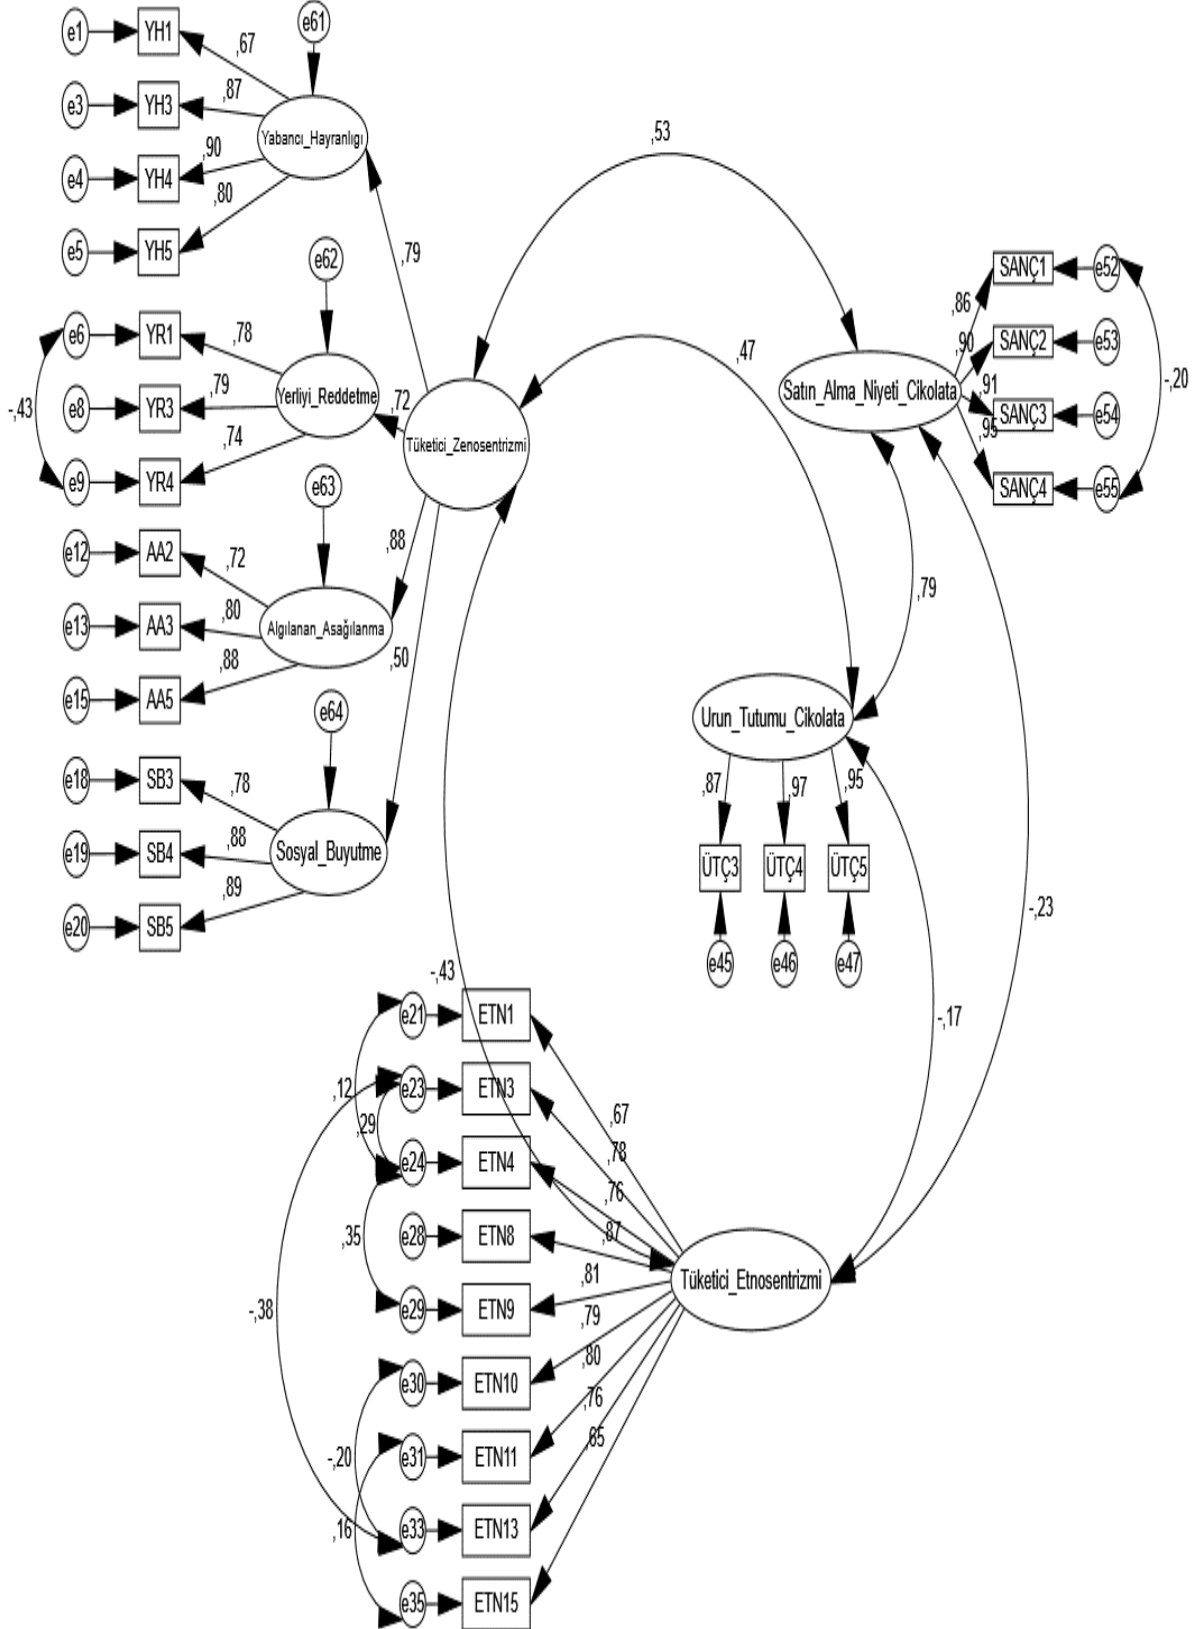 e1
YH1
,67
e61
e3
YH3
,87
Yabancı_Hayranlıgı
e4
YH4
,90
,80
e5
YH5
,79
,53
e62
e6
YR1
,78
Yerliyi_Reddetme
e8
YR3
,79
,72
-,43
,74
e9
YR4
Tüketici_Zenosentrizmi
,47
SANÇ1
e52
,86
SANÇ2
e53
,90
Satın_Alma_Niyeti_Cikolata
,91
SANÇ3
e54
-,20
,95
SANÇ4
e55
e63
e12
AA2
,72
,88
e13
AA3
,80
Algılanan_Asağılanma
,88
e15
AA5
,50
,79
e64
Urun_Tutumu_Cikolata
e18
SB3
,78
,87
,97
,95
e19
SB4
,88
Sosyal_Buyutme
ÜTÇ3
ÜTÇ4
ÜTÇ5
,89
e20
SB5
-,23
e45
e46
e47
-,43
e21
ETN1
-,17
,12
e23
ETN3
,29
,67
e24
ETN4
,78
,76
,35
e28
ETN8
,87
,81
Tüketici_Etnosentrizmi
-,38
e29
ETN9
,79
,80
e30
ETN10
,76
,65
-,20
e31
ETN11
,16
e33
ETN13
e35
ETN15